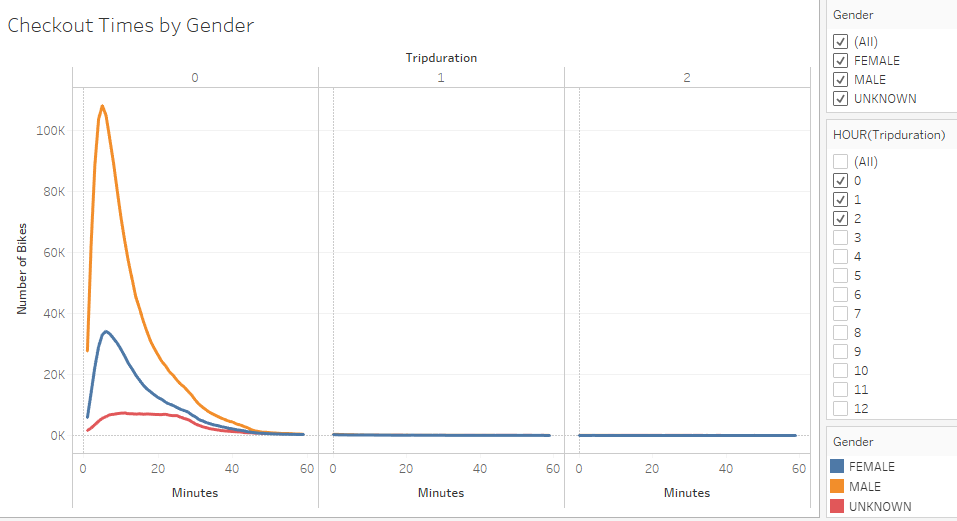 Checkout Times by Gender
Tripduration
0 1 2
Number of Bikes
100K
80K
60K
40K
20K
0K
0 20 40 60 0 20 40 60 0 20 40 60
Minutes Minutes Minutes
Gender
(All)
FEMALE
MALE
UNKNOWN
HOUR(Tripduration)
(All)
0
1
2
3
4
5
6
7
8
9
10
11
12
Gender
FEMALE
MALE
UNKNOWN